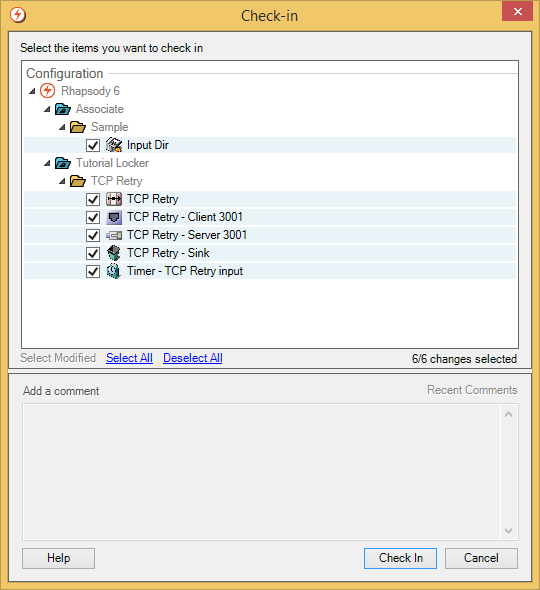 Check-in
Select the items you want to check in
Configuration
Rhapsody 6
Associate
Sample
Input Dir
Tutorial Locker
TCP Retry
TCP Retry
TCP Retry - Client 3001
TCP Retry - Server 3001
TCP Retry - Sink
Timer - TCP Retry input
Select Modified Select All Deselect All 6/6 changes selected
Add a comment Recent Comments
Help Check In Cancel